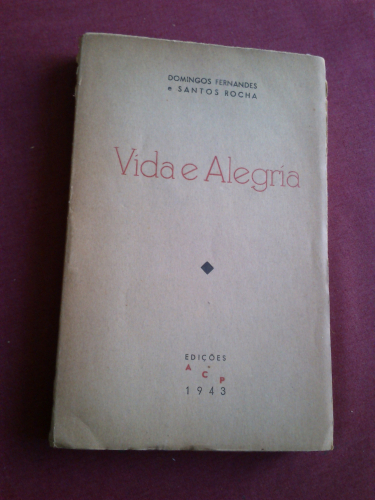 DOMINGOS FERNANDES
e SANTOS ROCHA
Vida e Alegria
EDIÇÕES
A C P
1943